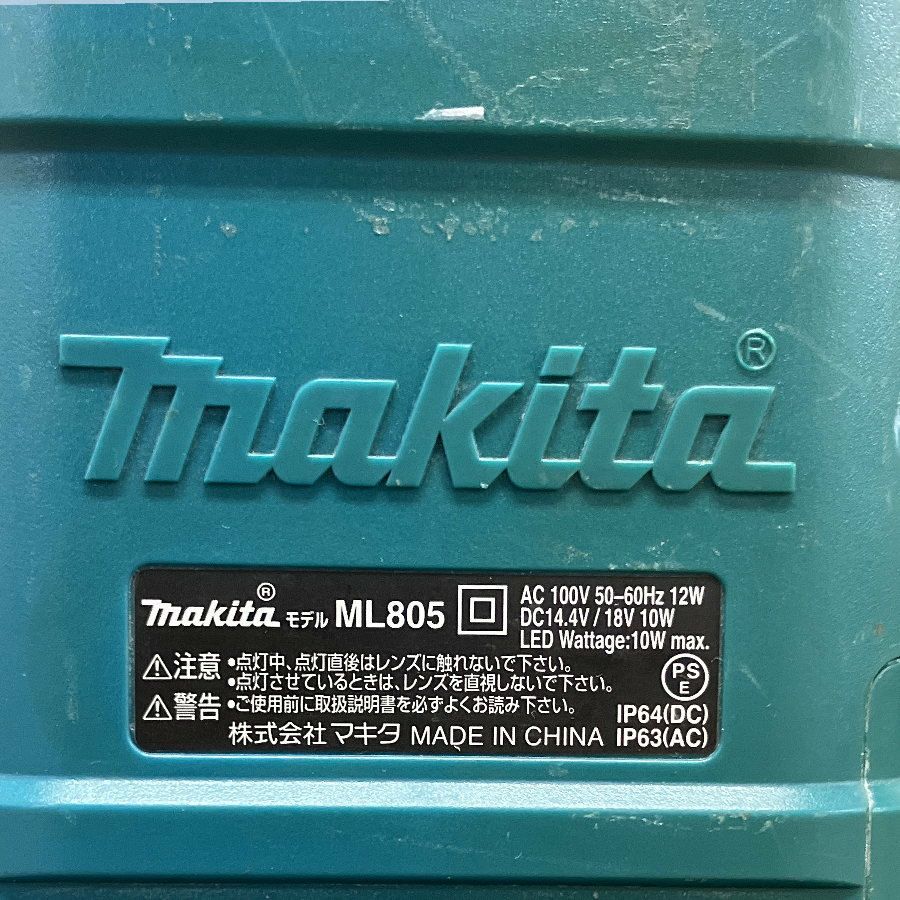 makita®
makita® モデル ML805
AC 100V 50–60Hz 12W
DC14.4V / 18V 10W
LED Wattage:10W max.
⚠注意 •点灯中、点灯直後はレンズに触れないで下さい。
•点灯させているときは、レンズを直視しないで下さい。
⚠警告 •ご使用前に取扱説明書を必ずよくお読み下さい。
PS
E
IP64(DC)
株式会社 マキタ MADE IN CHINA IP63(AC)